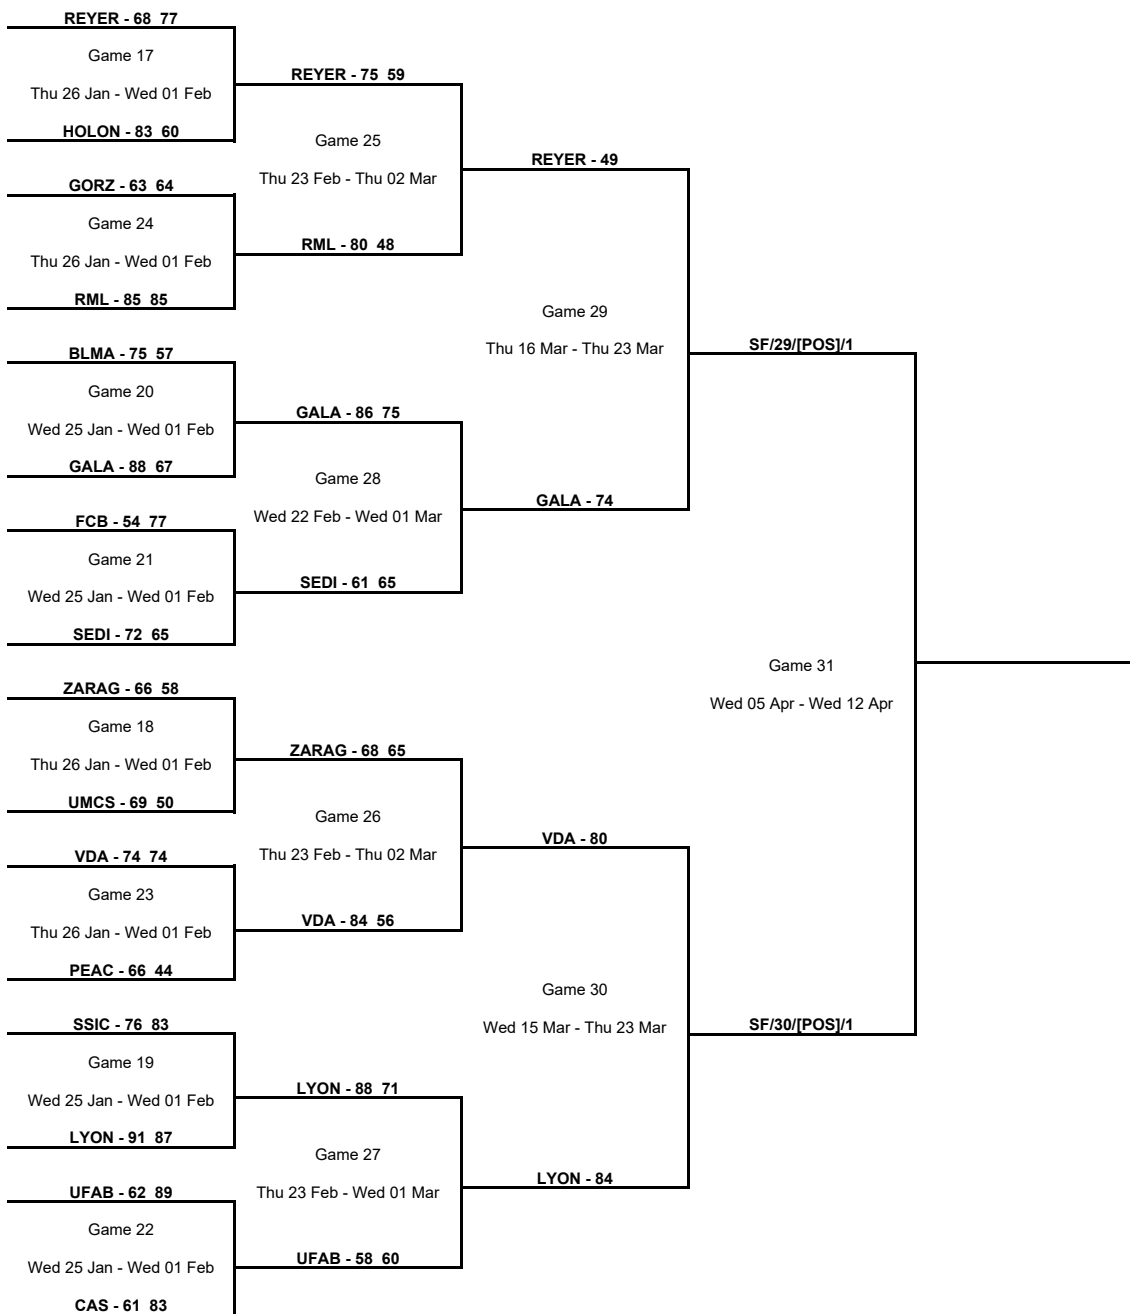 REYER - 68 77
Game 17
Thu 26 Jan - Wed 01 Feb
HOLON - 83 60
GORZ - 63 64
Game 24
Thu 26 Jan - Wed 01 Feb
RML - 85 85
BLMA - 75 57
Game 20
Wed 25 Jan - Wed 01 Feb
GALA - 88 67
FCB - 54 77
Game 21
Wed 25 Jan - Wed 01 Feb
SEDI - 72 65
ZARAG - 66 58
Game 18
Thu 26 Jan - Wed 01 Feb
UMCS - 69 50
VDA - 74 74
Game 23
Thu 26 Jan - Wed 01 Feb
PEAC - 66 44
SSIC - 76 83
Game 19
Wed 25 Jan - Wed 01 Feb
LYON - 91 87
UFAB - 62 89
Game 22
Wed 25 Jan - Wed 01 Feb
CAS - 61 83
REYER - 75 59
Game 25
Thu 23 Feb - Thu 02 Mar
RML - 80 48
GALA - 86 75
Game 28
Wed 22 Feb - Wed 01 Mar
SEDI - 61 65
ZARAG - 68 65
Game 26
Thu 23 Feb - Thu 02 Mar
VDA - 84 56
LYON - 88 71
Game 27
Thu 23 Feb - Wed 01 Mar
UFAB - 58 60
REYER - 49
Game 29
Thu 16 Mar - Thu 23 Mar
GALA - 74
VDA - 80
Game 30
Wed 15 Mar - Thu 23 Mar
LYON - 84
SF/29/[POS]/1
Game 31
Wed 05 Apr - Wed 12 Apr
SF/30/[POS]/1